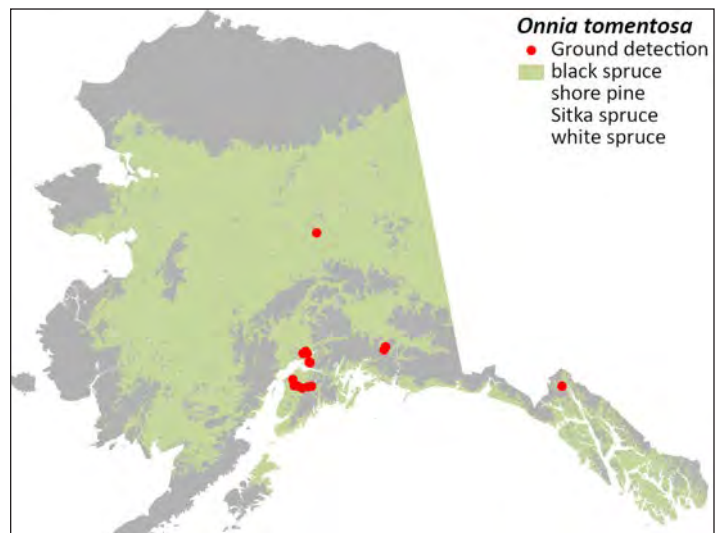 Onnia tomentosa
Ground detection
black spruce
shore pine
Sitka spruce
white spruce